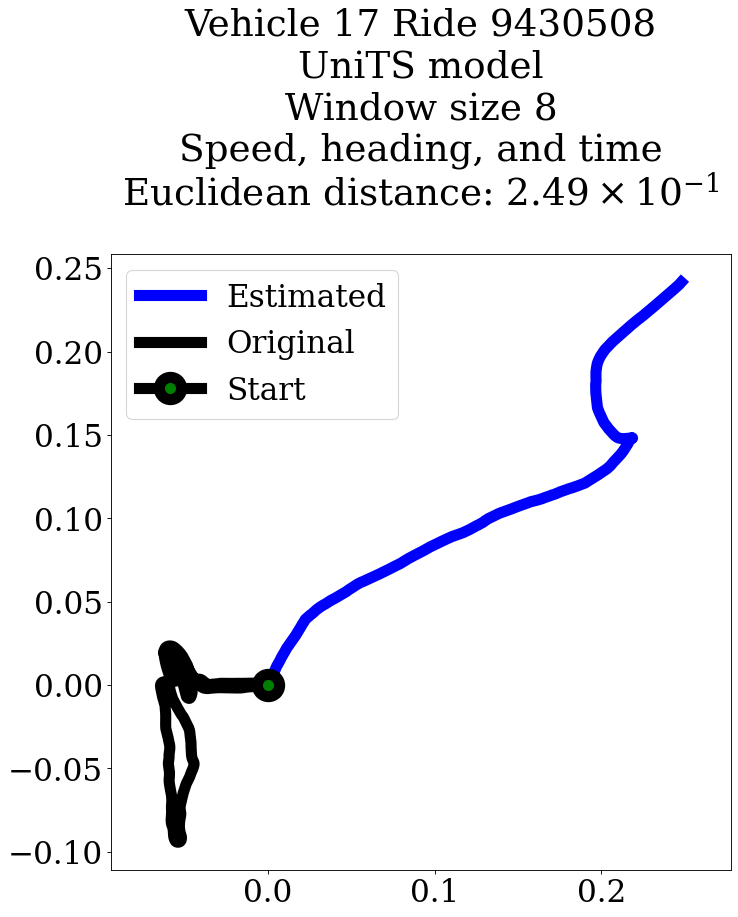 Vehicle 17 Ride 9430508
UniTS model
Window size 8
Speed, heading, and time
Euclidean distance: 2.49 × 10⁻¹
Estimated
Original
Start
0.25
0.20
0.15
0.10
0.05
0.00
−0.05
−0.10
0.0 0.1 0.2